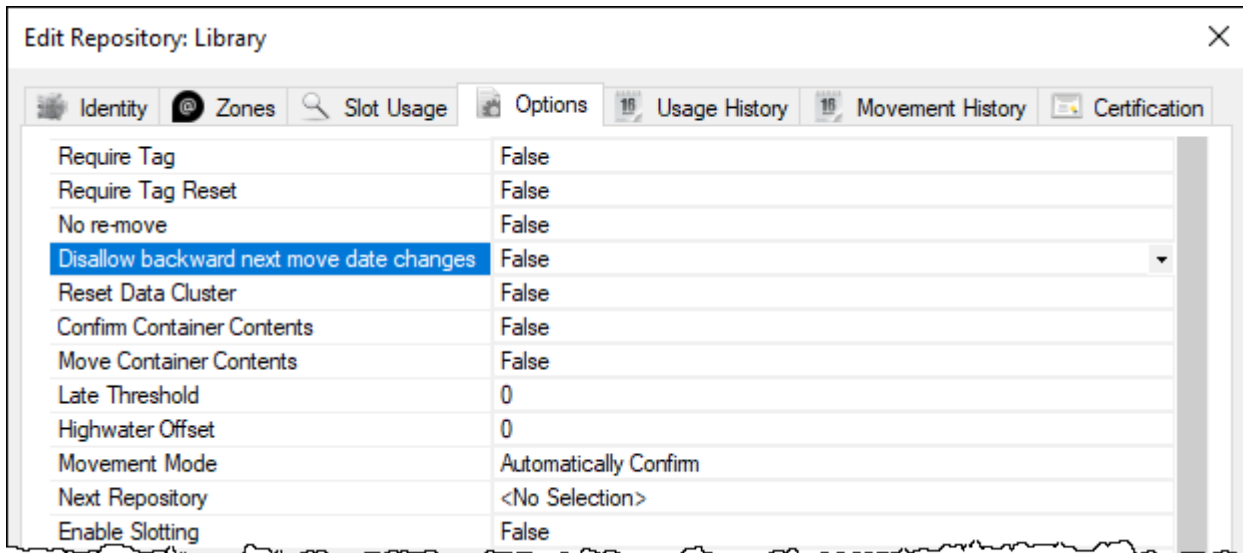 Edit Repository: Library
Identity Zones Slot Usage Options 16 Usage History 16 Movement History Certification
Require Tag False
Require Tag Reset False
No re-move False
Disallow backward next move date changes False
Reset Data Cluster False
Confirm Container Contents False
Move Container Contents False
Late Threshold 0
Highwater Offset 0
Movement Mode Automatically Confirm
Next Repository <No Selection>
Enable Slotting False